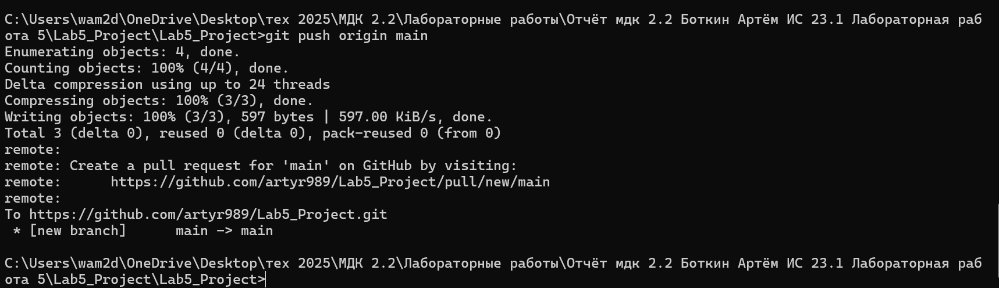 C:\Users\wam2d\OneDrive\Desktop\тех 2025\МДК 2.2\Лабораторные работы\Отчёт мдк 2.2 Боткин Артём ИС 23.1 Лабораторная раб
ота 5\Lab5_Project\Lab5_Project>git push origin main
Enumerating objects: 4, done.
Counting objects: 100% (4/4), done.
Delta compression using up to 24 threads
Compressing objects: 100% (3/3), done.
Writing objects: 100% (3/3), 597 bytes | 597.00 KiB/s, done.
Total 3 (delta 0), reused 0 (delta 0), pack-reused 0 (from 0)
remote:
remote: Create a pull request for 'main' on GitHub by visiting:
remote:      https://github.com/artyr989/Lab5_Project/pull/new/main
remote:
To https://github.com/artyr989/Lab5_Project.git
 * [new branch]      main -> main
C:\Users\wam2d\OneDrive\Desktop\тех 2025\МДК 2.2\Лабораторные работы\Отчёт мдк 2.2 Боткин Артём ИС 23.1 Лабораторная раб
ота 5\Lab5_Project\Lab5_Project>